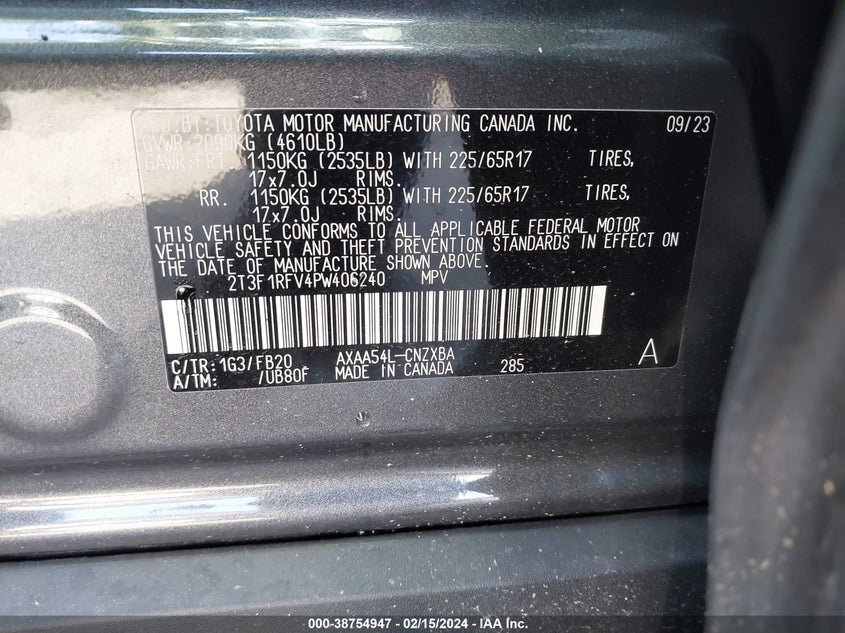 MFD.BY:TOYOTA MOTOR MANUFACTURING CANADA INC. 09/23
GVWR:2090KG (4610LB)
GAWR:FRT. 1150KG (2535LB) WITH 225/65R17 TIRES,
17x7.0J RIMS.
RR. 1150KG (2535LB) WITH 225/65R17 TIRES,
17x7.0J RIMS.
THIS VEHICLE CONFORMS TO ALL APPLICABLE FEDERAL MOTOR
VEHICLE SAFETY AND THEFT PREVENTION STANDARDS IN EFFECT ON
THE DATE OF MANUFACTURE SHOWN ABOVE.
2T3F1RFV4PW406240 MPV
C/TR:1G3/FB20 AXAA54L-CNZXBA A
A/TM: /UB80F MADE IN CANADA 285
000-38754947 - 02/15/2024 - IAA Inc.